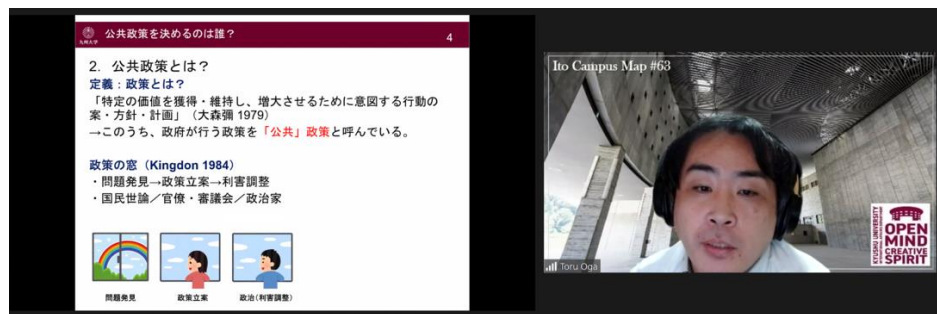 九州大学
公共政策を決めるのは誰？
4
2. 公共政策とは？
定義：政策とは？
「特定の価値を獲得・維持し、増大させるために意図する行動の
案・方針・計画」（大森彌 1979）
→このうち、政府が行う政策を「公共」政策と呼んでいる。
政策の窓（Kingdon 1984）
・問題発見→政策立案→利害調整
・国民世論／官僚・審議会／政治家
問題発見
政策立案
政治（利害調整）
Ito Campus Map #63
Toru Oga
KYUSHU UNIVERSITY
OPEN
MIND
CREATIVE
SPIRIT